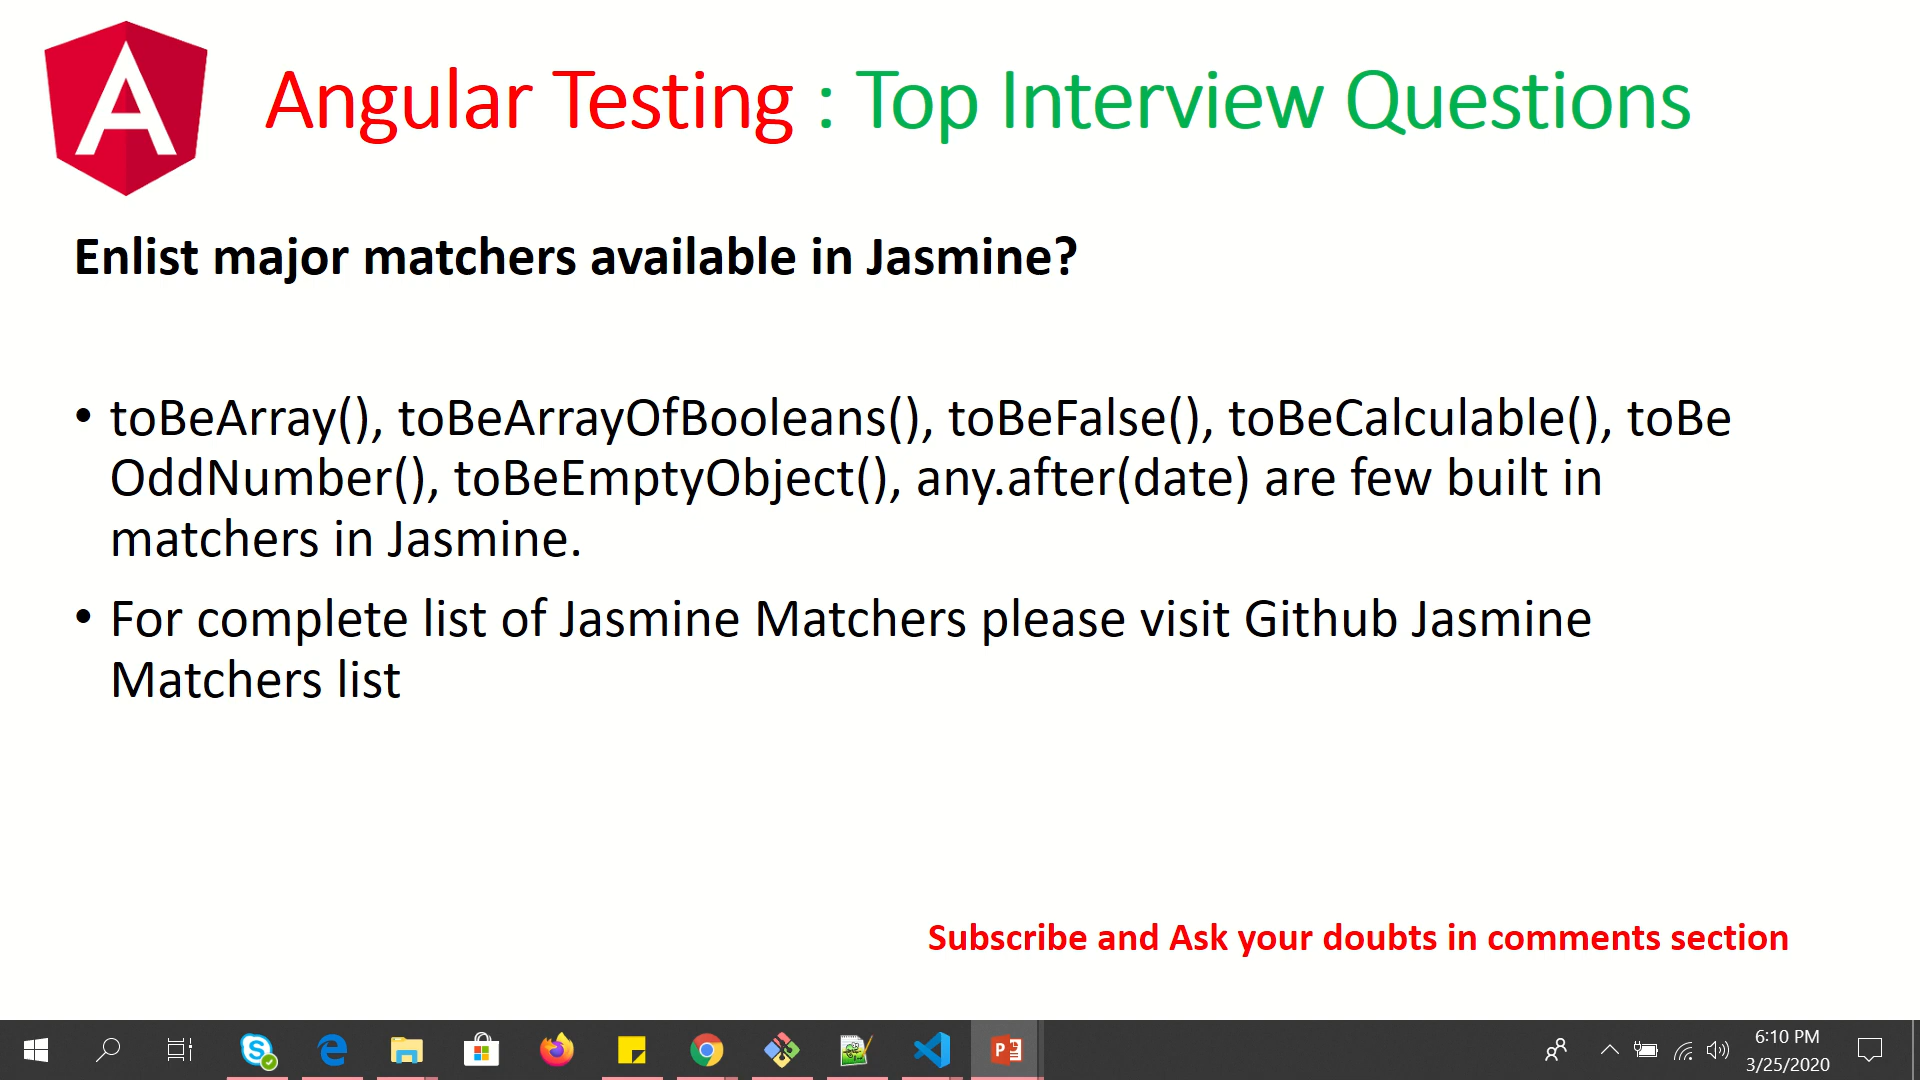 Angular Testing : Top Interview Questions
Enlist major matchers available in Jasmine?
• toBeArray(), toBeArrayOfBooleans(), toBeFalse(), toBeCalculable(), toBe
OddNumber(), toBeEmptyObject(), any.after(date) are few built in
matchers in Jasmine.
• For complete list of Jasmine Matchers please visit Github Jasmine
Matchers list
Subscribe and Ask your doubts in comments section
6:10 PM
3/25/2020